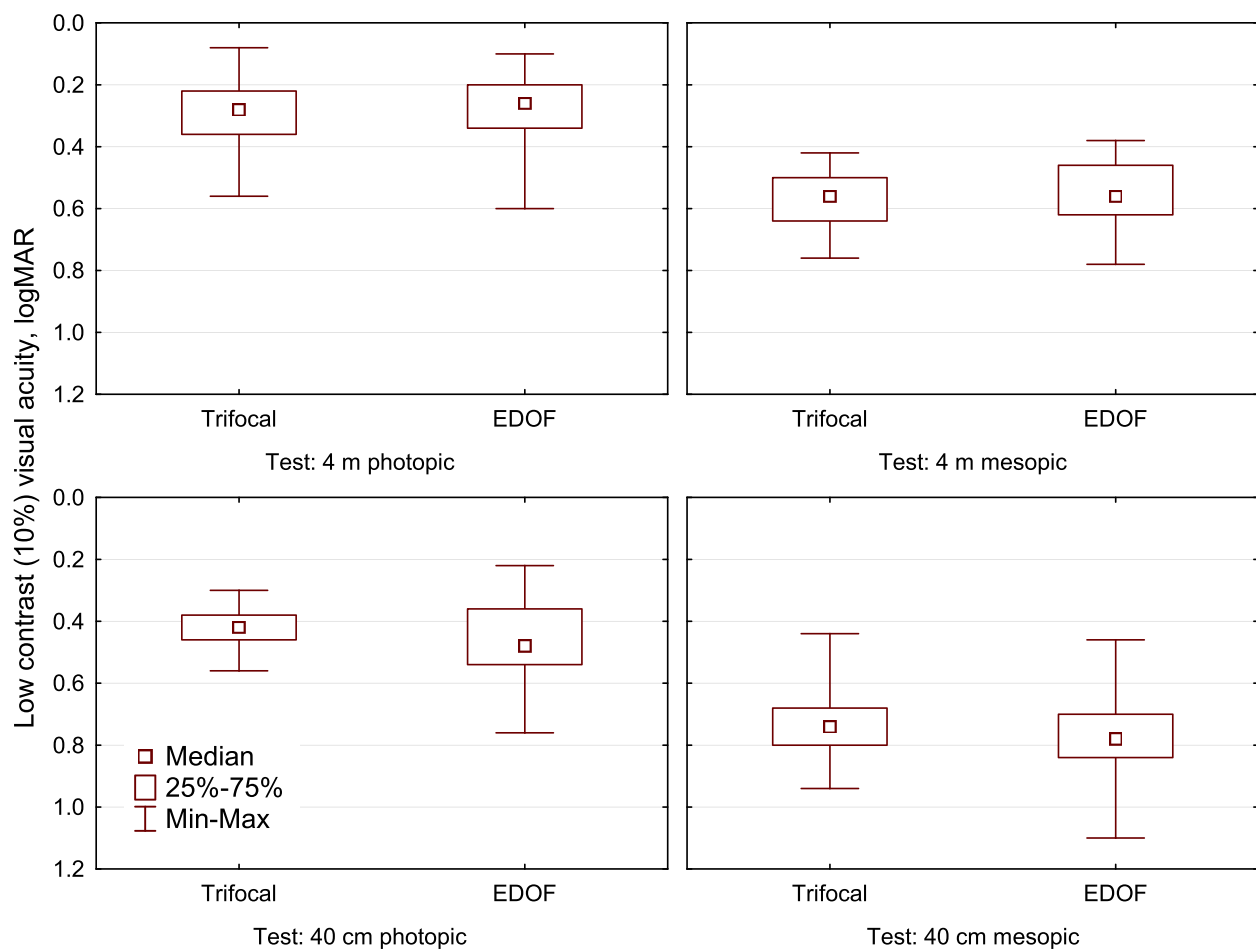 Low contrast (10%) visual acuity, logMAR
0.0
0.2
0.4
0.6
0.8
1.0
1.2
Trifocal EDOF
Test: 4 m photopic
Trifocal EDOF
Test: 4 m mesopic
0.0
0.2
0.4
0.6
0.8
1.0
1.2
Median
25%-75%
Min-Max
Trifocal EDOF
Test: 40 cm photopic
Trifocal EDOF
Test: 40 cm mesopic